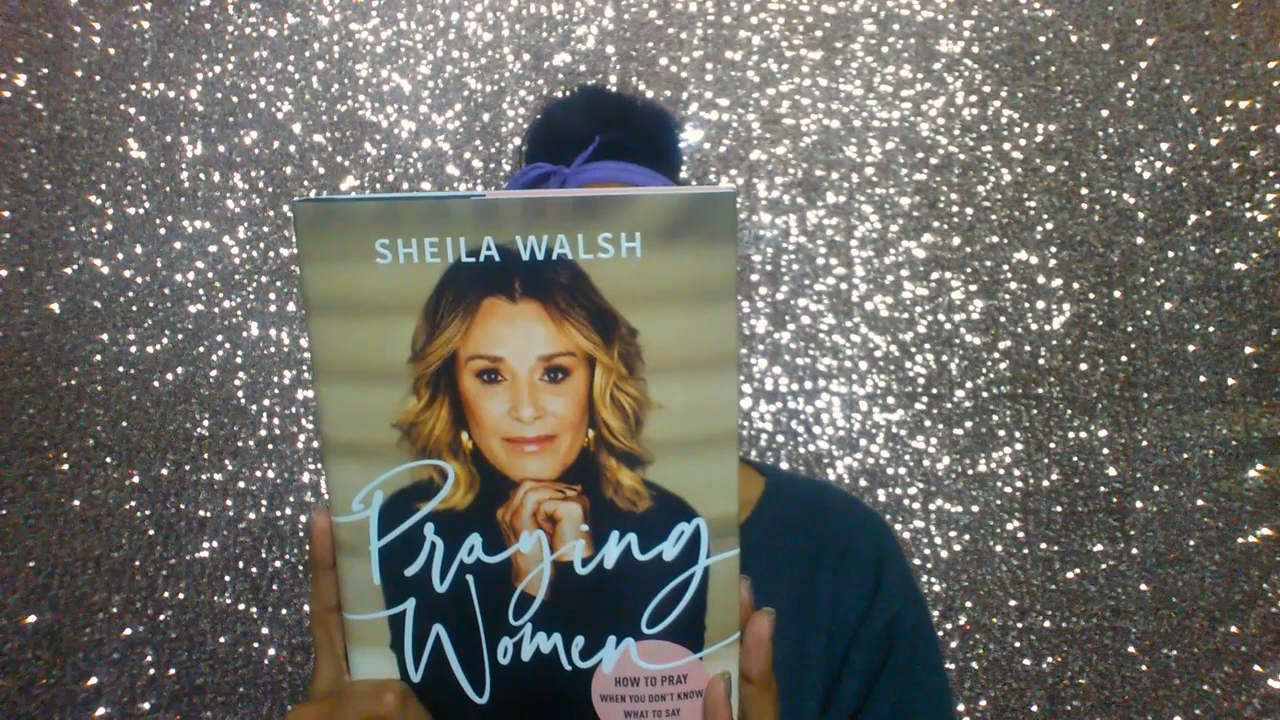 SHEILA WALSH
Praying
Women
HOW TO PRAY
WHEN YOU DON'T KNOW
WHAT TO SAY